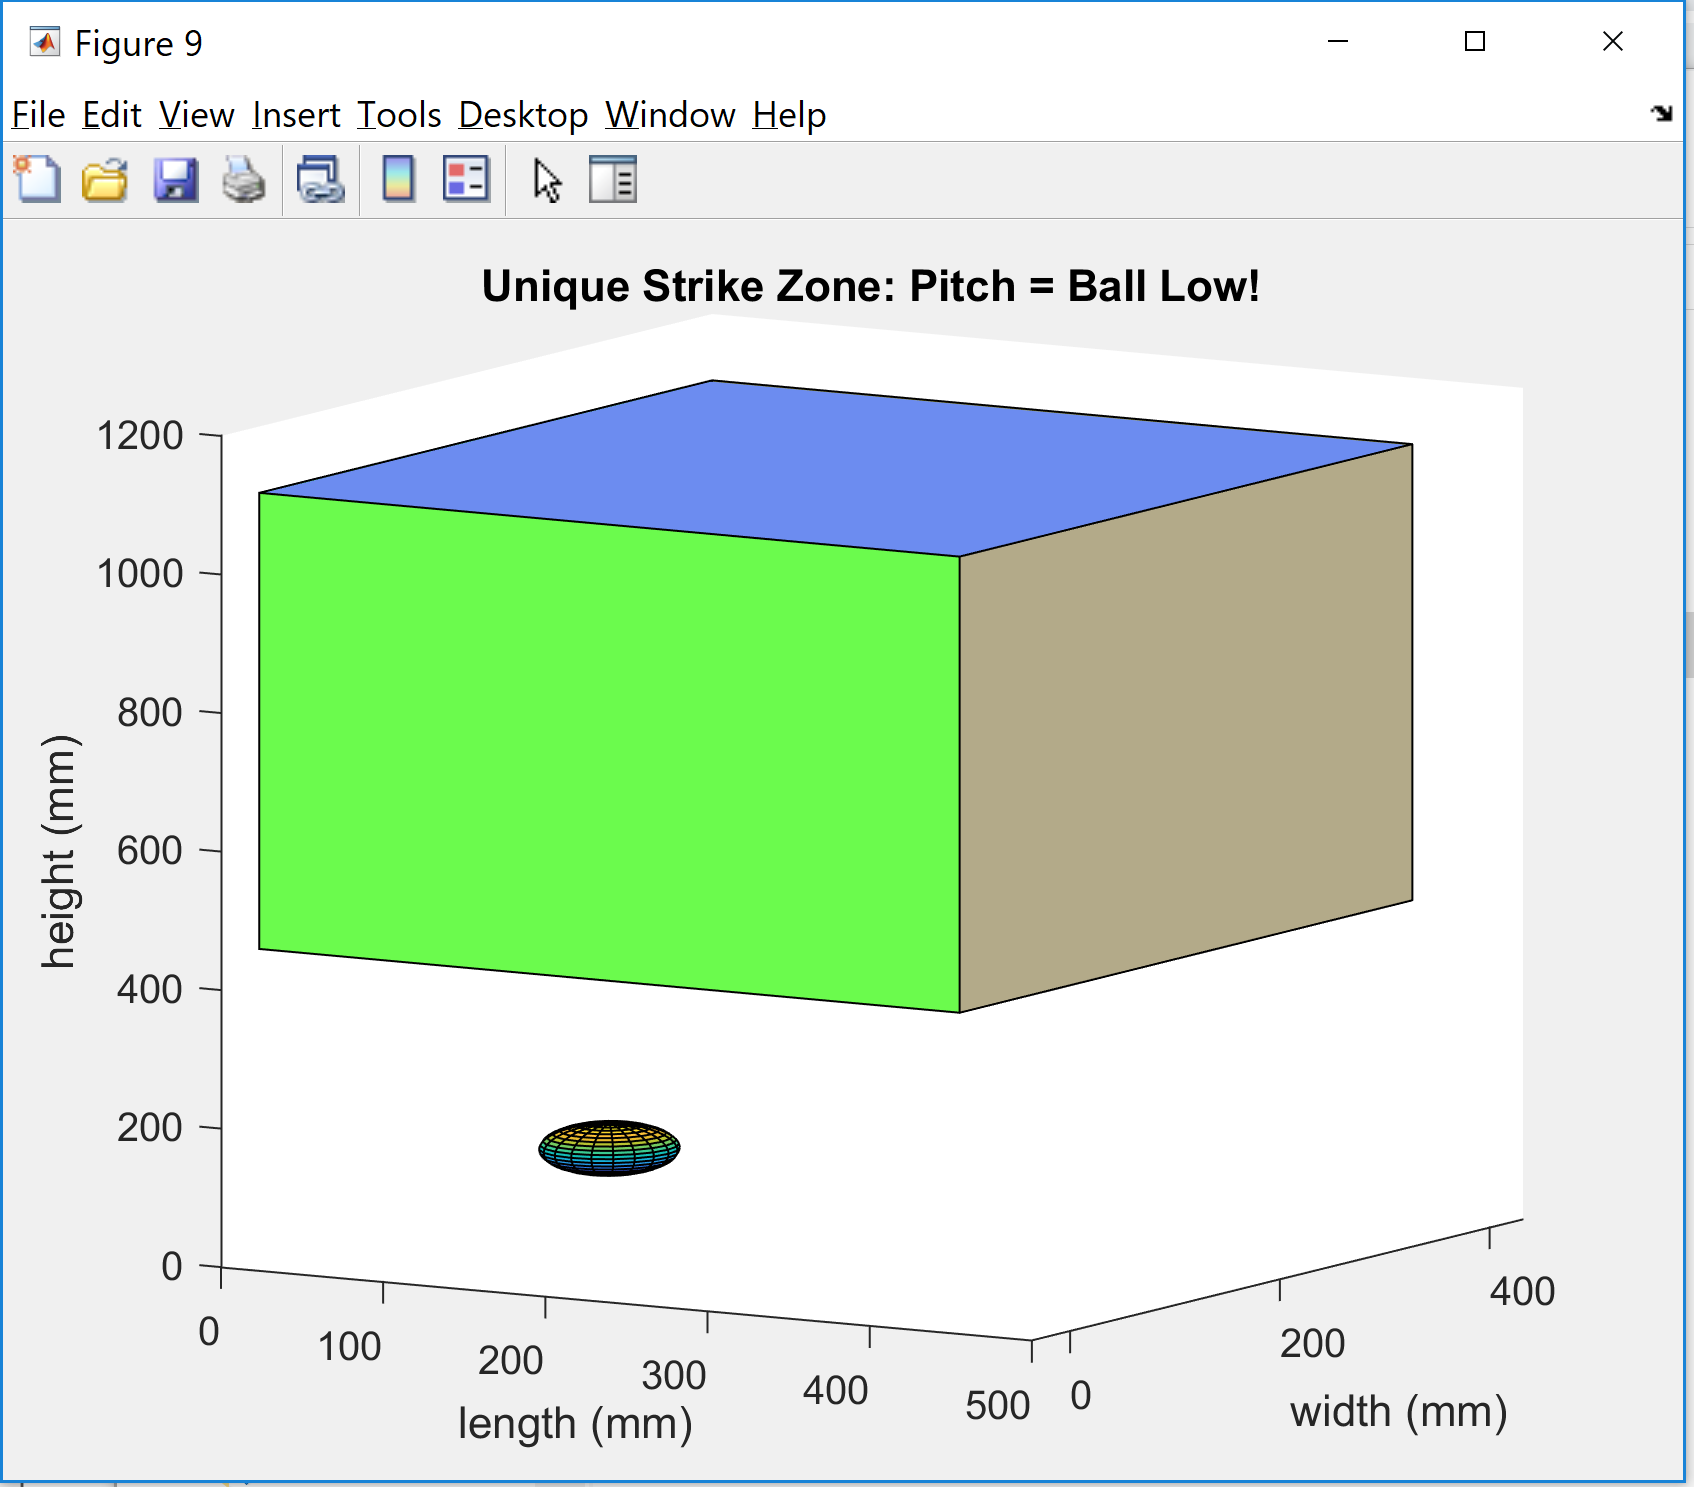 Figure 9
File Edit View Insert Tools Desktop Window Help
Unique Strike Zone: Pitch = Ball Low!
1200
1000
800
600
400
200
0
height (mm)
0
100
200
300
400
500
length (mm)
0
200
400
width (mm)